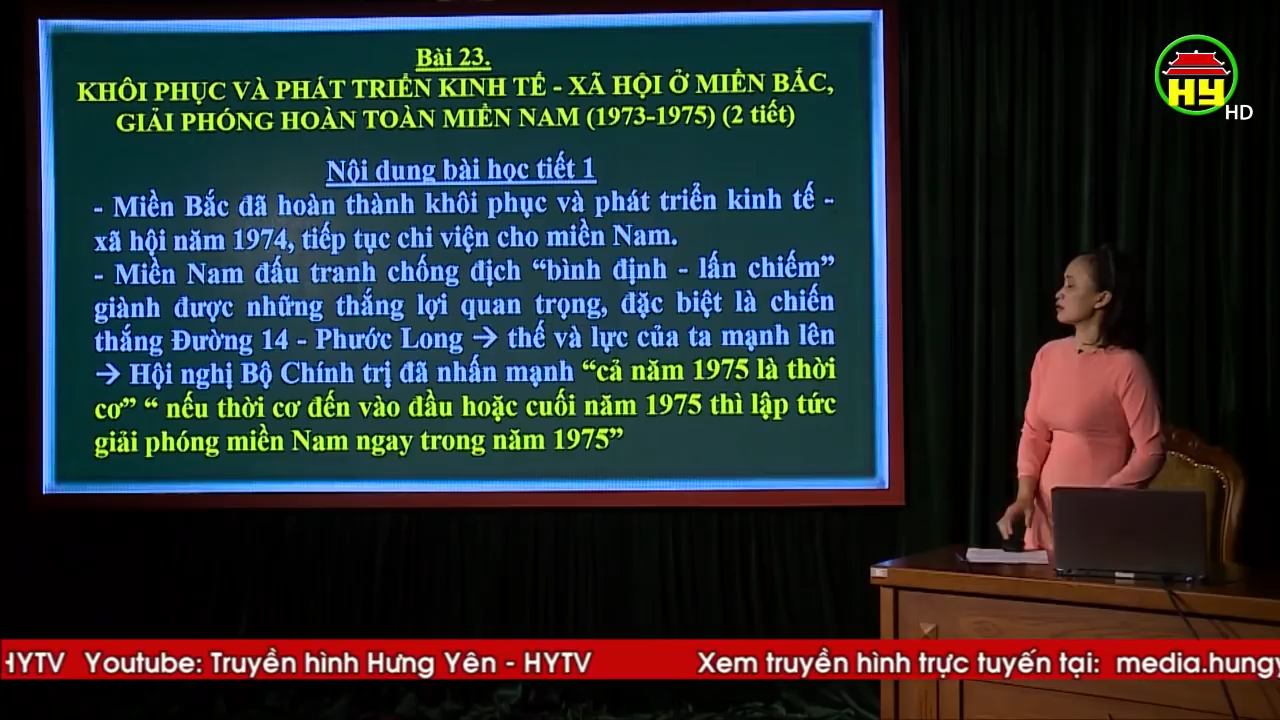 Bài 23.
KHÔI PHỤC VÀ PHÁT TRIỂN KINH TẾ - XÃ HỘI Ở MIỀN BẮC,
GIẢI PHÓNG HOÀN TOÀN MIỀN NAM (1973-1975) (2 tiết)
Nội dung bài học tiết 1
- Miền Bắc đã hoàn thành khôi phục và phát triển kinh tế -
xã hội năm 1974, tiếp tục chi viện cho miền Nam.
- Miền Nam đấu tranh chống địch “bình định - lấn chiếm”
giành được những thắng lợi quan trọng, đặc biệt là chiến
thắng Đường 14 - Phước Long → thế và lực của ta mạnh lên
→ Hội nghị Bộ Chính trị đã nhấn mạnh “cả năm 1975 là thời
cơ” “ nếu thời cơ đến vào đầu hoặc cuối năm 1975 thì lập tức
giải phóng miền Nam ngay trong năm 1975”
HY
HD
HYTV Youtube: Truyền hình Hưng Yên - HYTV Xem truyền hình trực tuyến tại: media.hungy